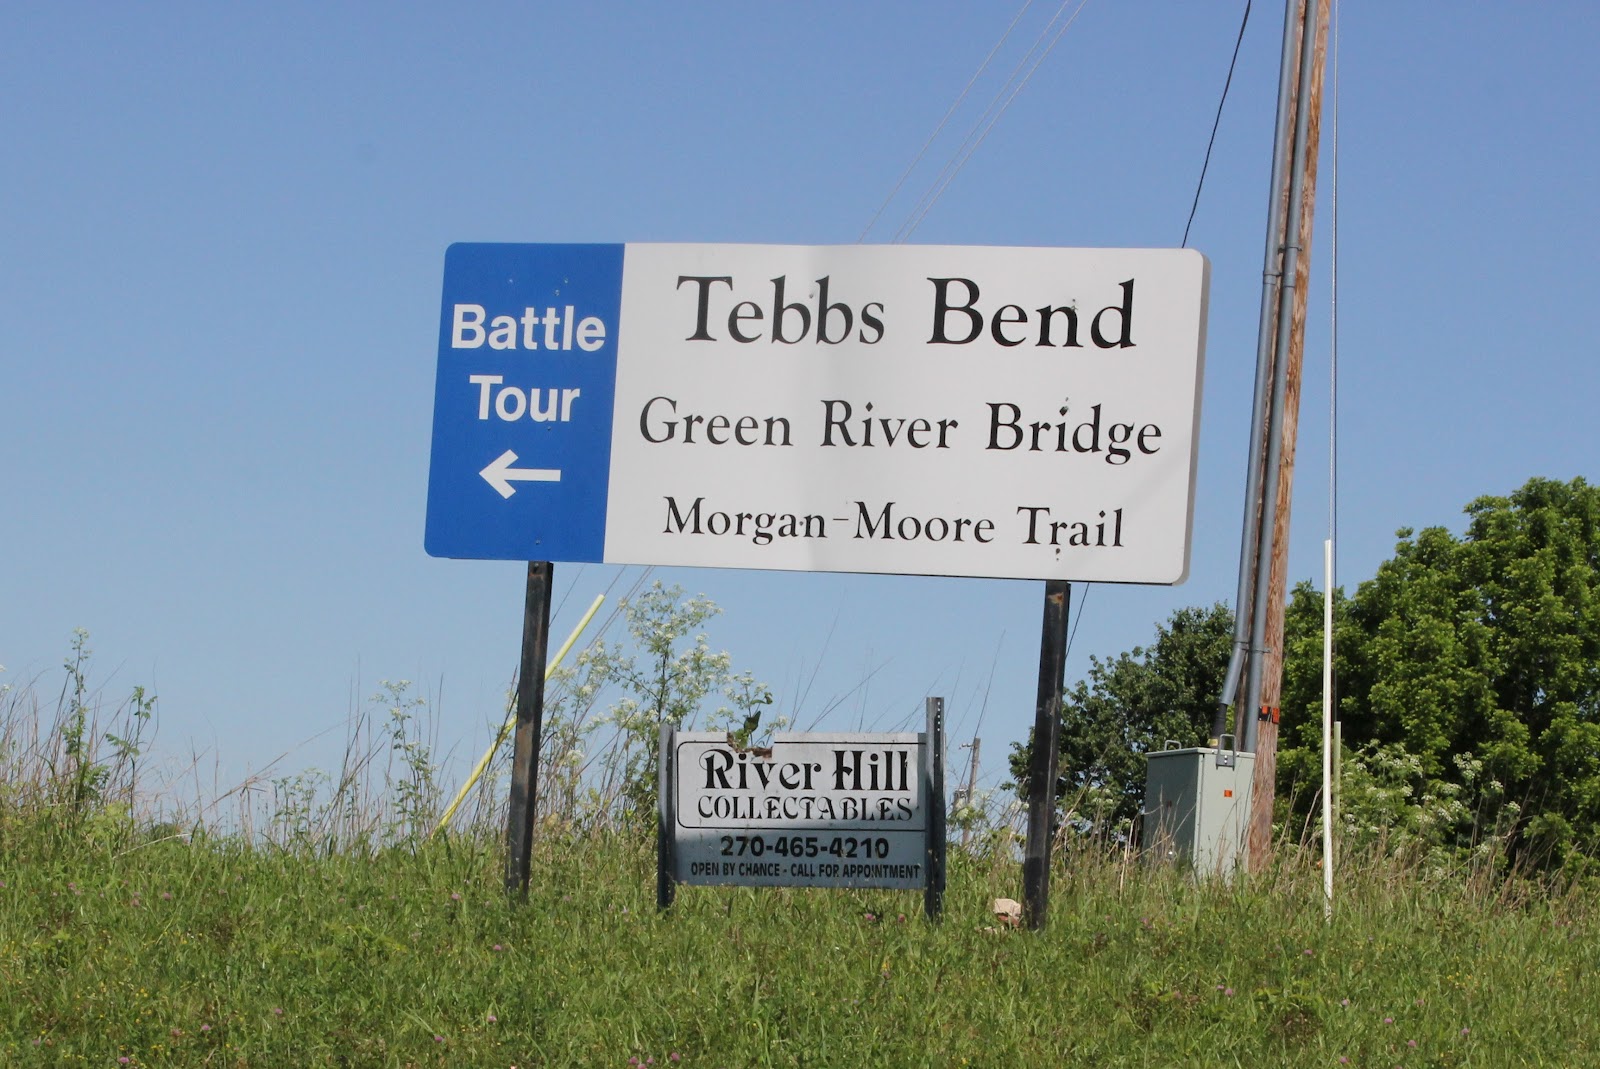 Battle
Tour
Tebbs Bend
Green River Bridge
Morgan-Moore Trail
River Hill
COLLECTABLES
270-465-4210
OPEN BY CHANCE - CALL FOR APPOINTMENT